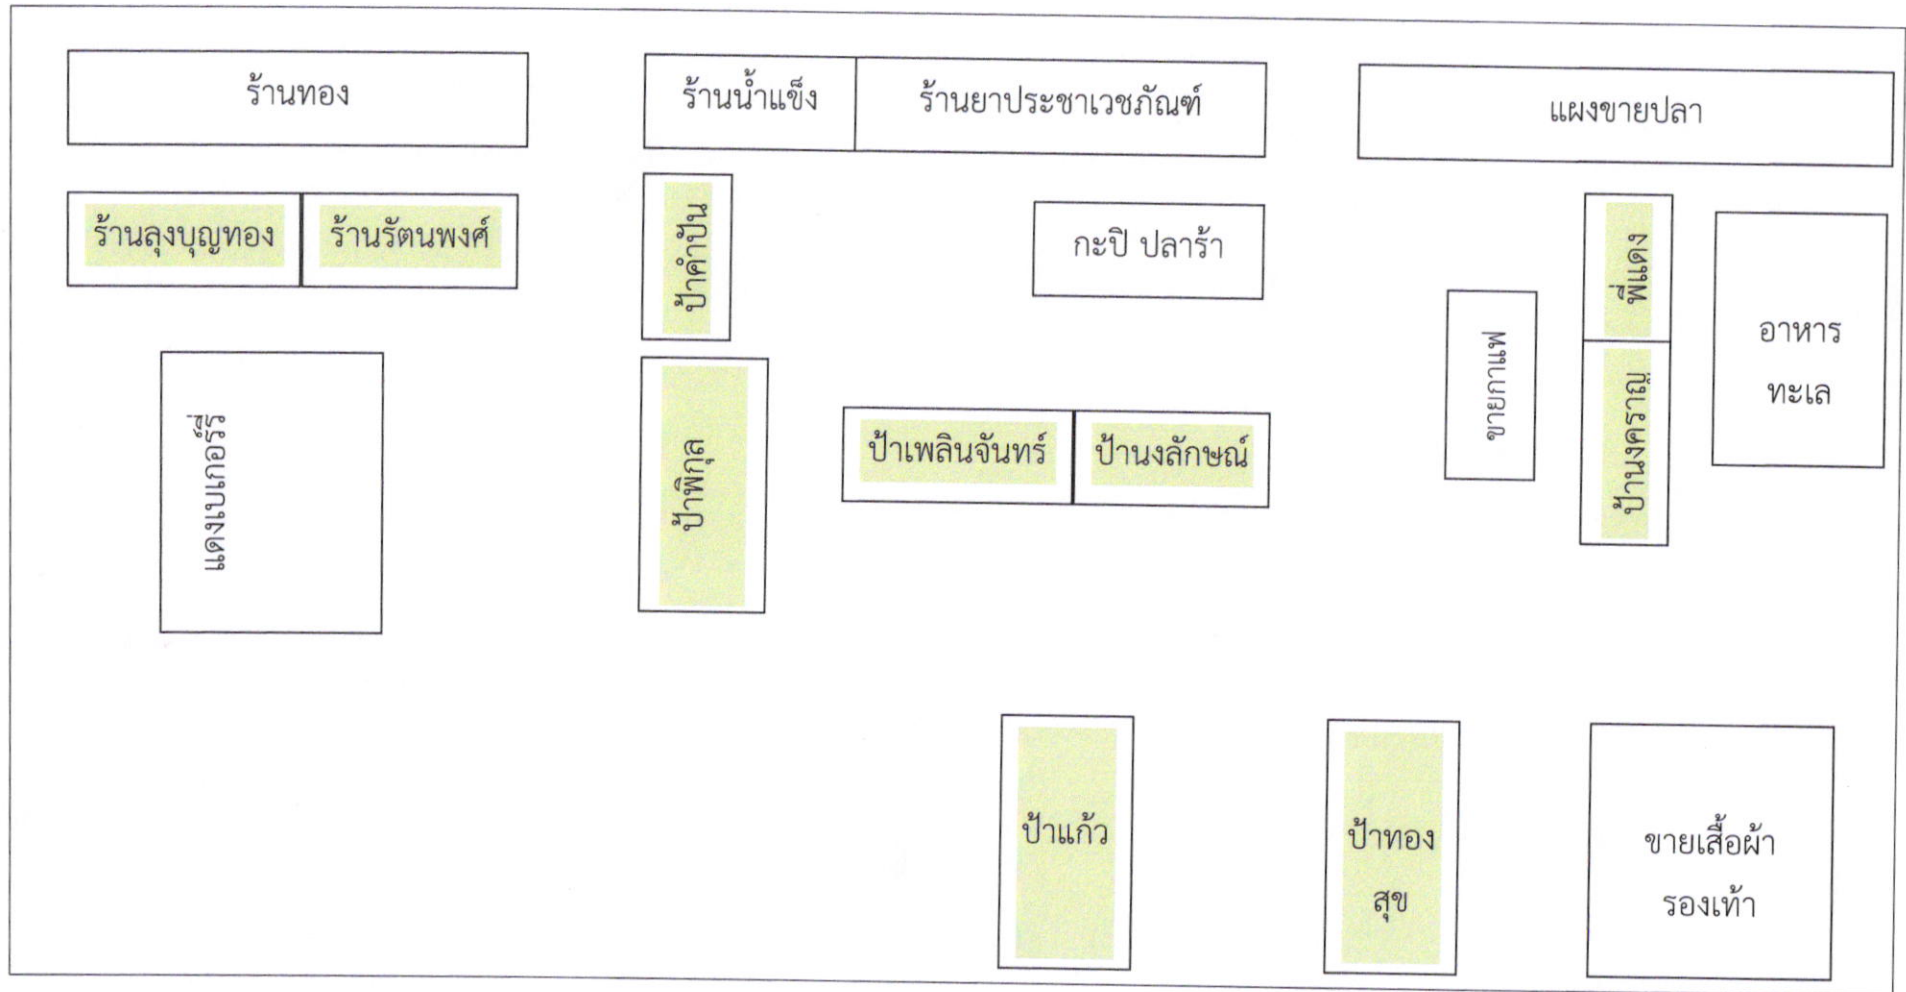 ร้านทอง
ร้านน้ำแข็ง
ร้านยาประชาเวชภัณฑ์
แผงขายปลา
ร้านลุงบุญทอง
ร้านรัตนพงศ์
ป้าคำปัน
กะปิ ปลาร้า
พี่แดง
อาหาร
ทะเล
ขายกาแฟ
ป้านงคราญ
แดงเบเกอร์รี่
ป้าพิกุล
ป้าเพลินจันทร์
ป้านงลักษณ์
ป้าแก้ว
ป้าทอง
สุข
ขายเสื้อผ้า
รองเท้า